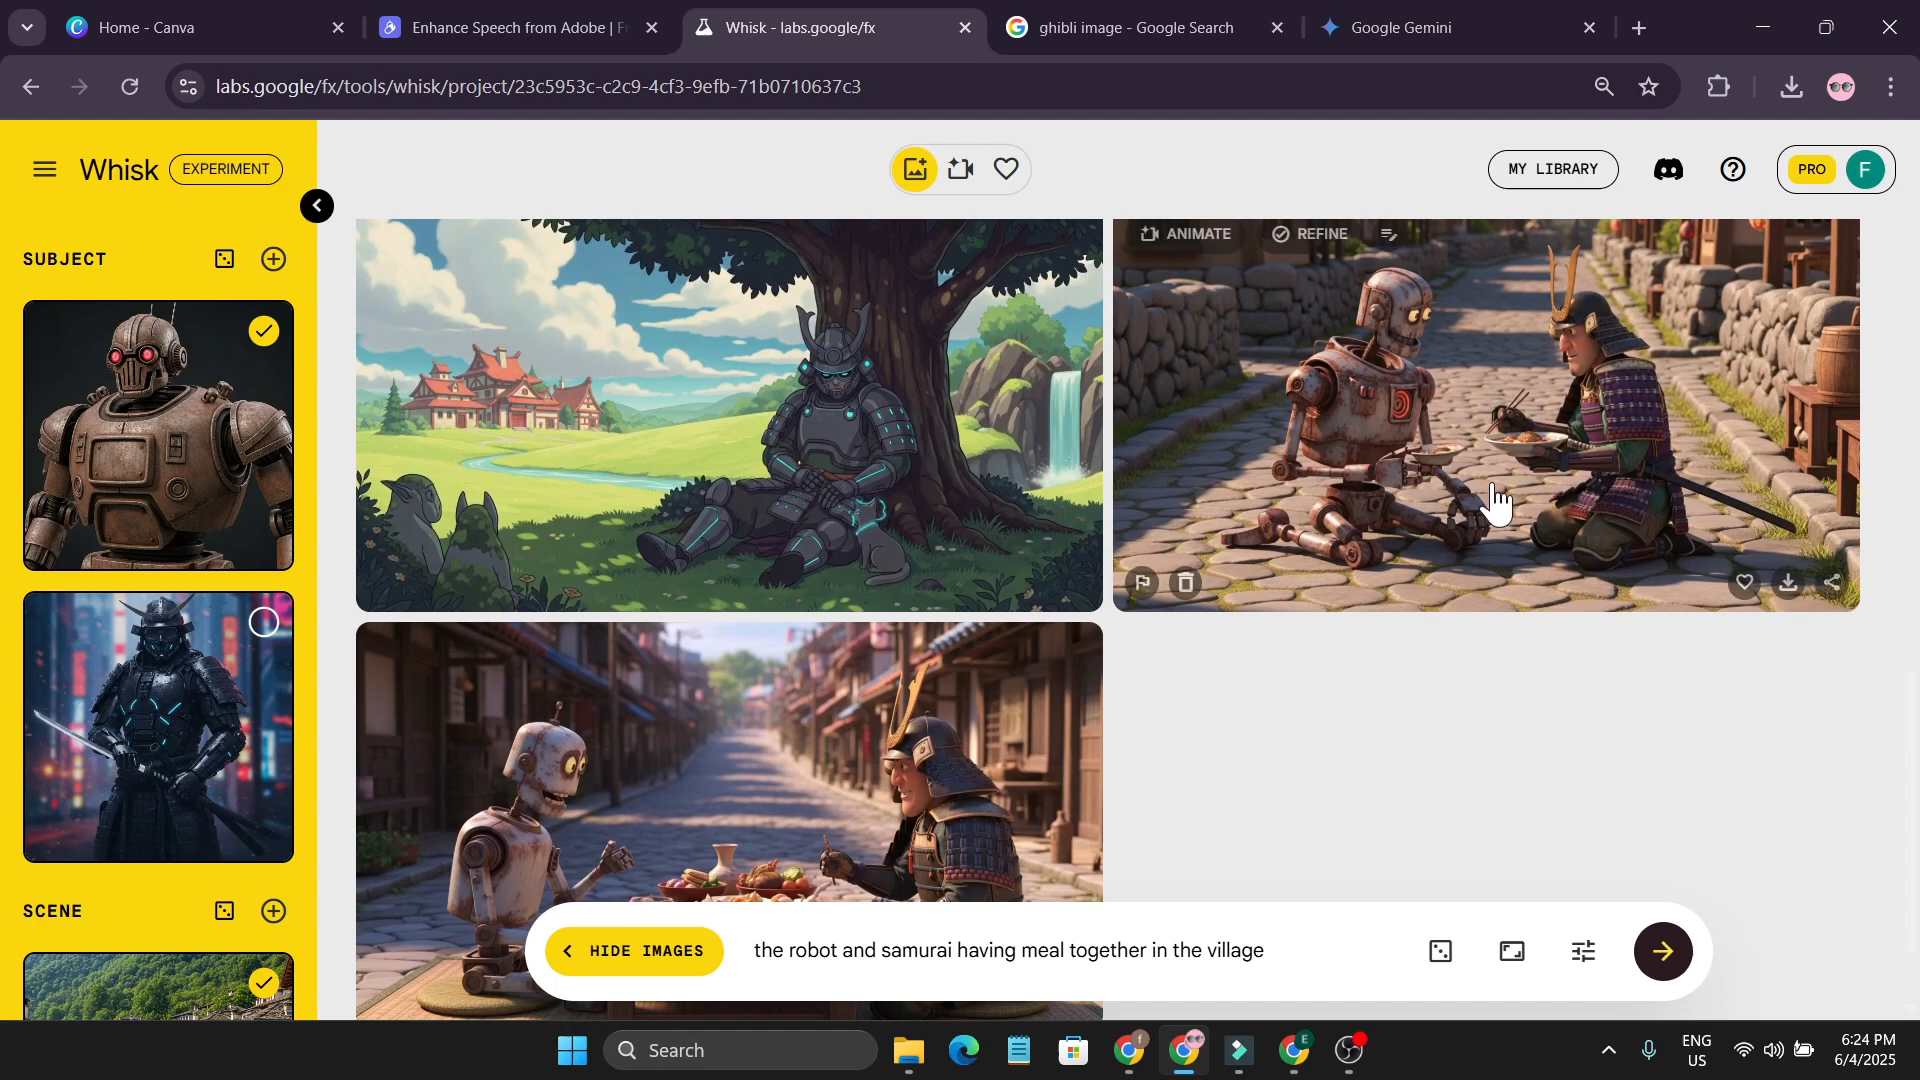 Home - Canva
Enhance Speech from Adobe | F
Whisk - labs.google/fx
ghibli image - Google Search
Google Gemini
labs.google/fx/tools/whisk/project/23c5953c-c2c9-4cf3-9efb-71b0710637c3
Whisk EXPERIMENT
MY LIBRARY
PRO F
SUBJECT
ANIMATE REFINE
SCENE
HIDE IMAGES the robot and samurai having meal together in the village
Search
ENG
US
6:24 PM
6/4/2025